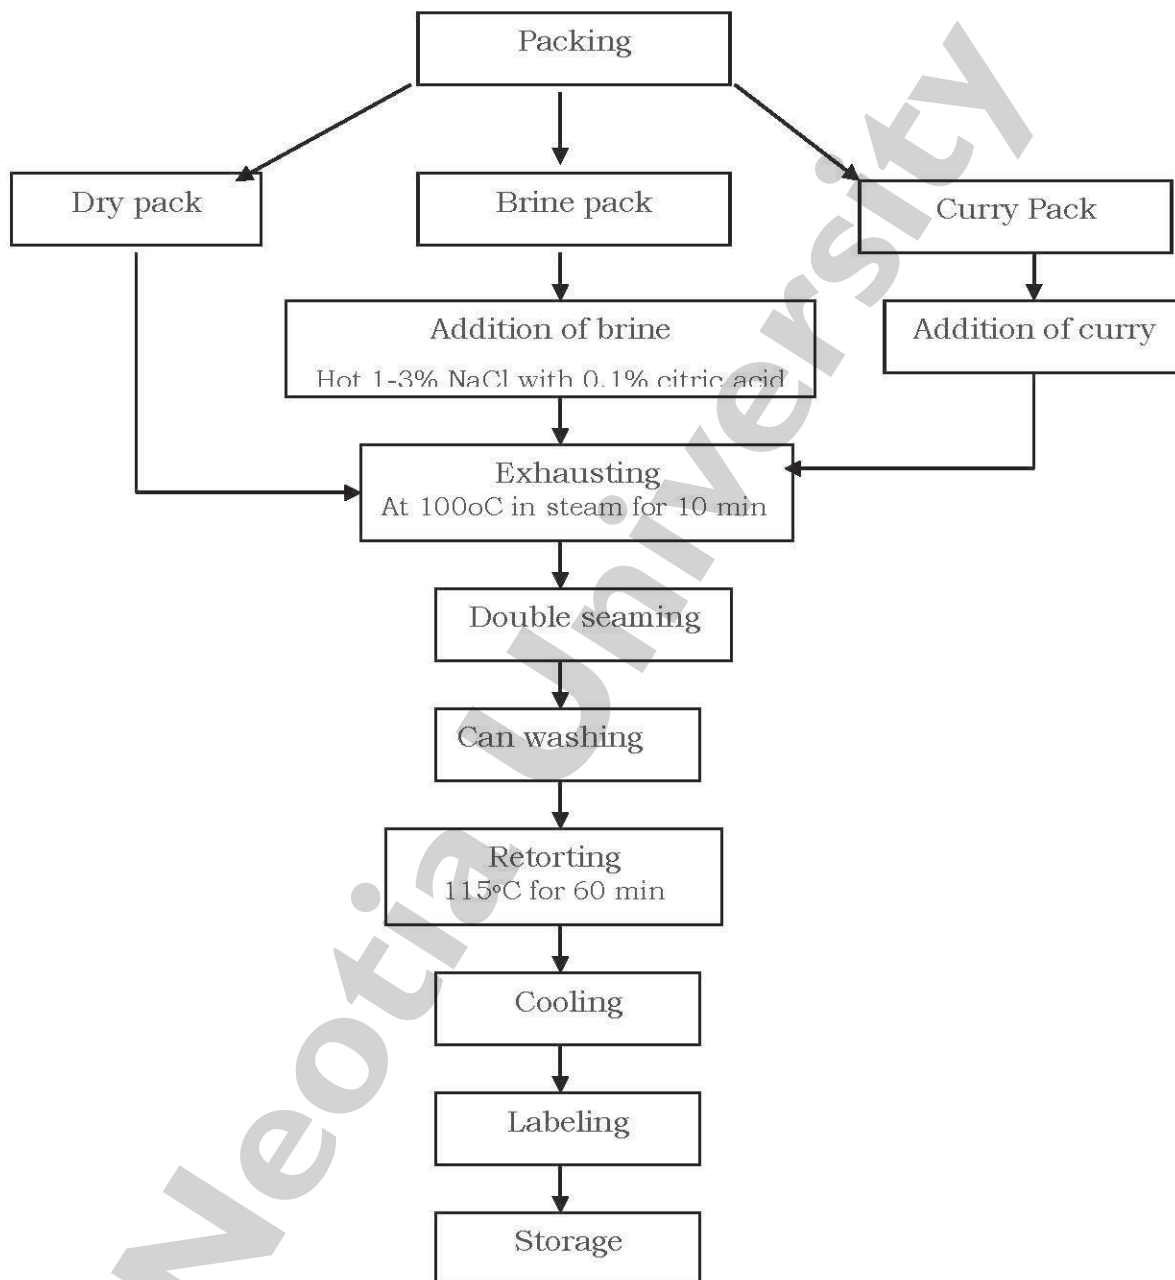 Packing
Dry pack
Brine pack
Curry Pack
Addition of brine
Hot 1-3% NaCl with 0.1% citric acid
Addition of curry
Exhausting
At 100oC in steam for 10 min
Double seaming
Can washing
Retorting
115ºC for 60 min
Cooling
Labeling
Storage
Neotia University